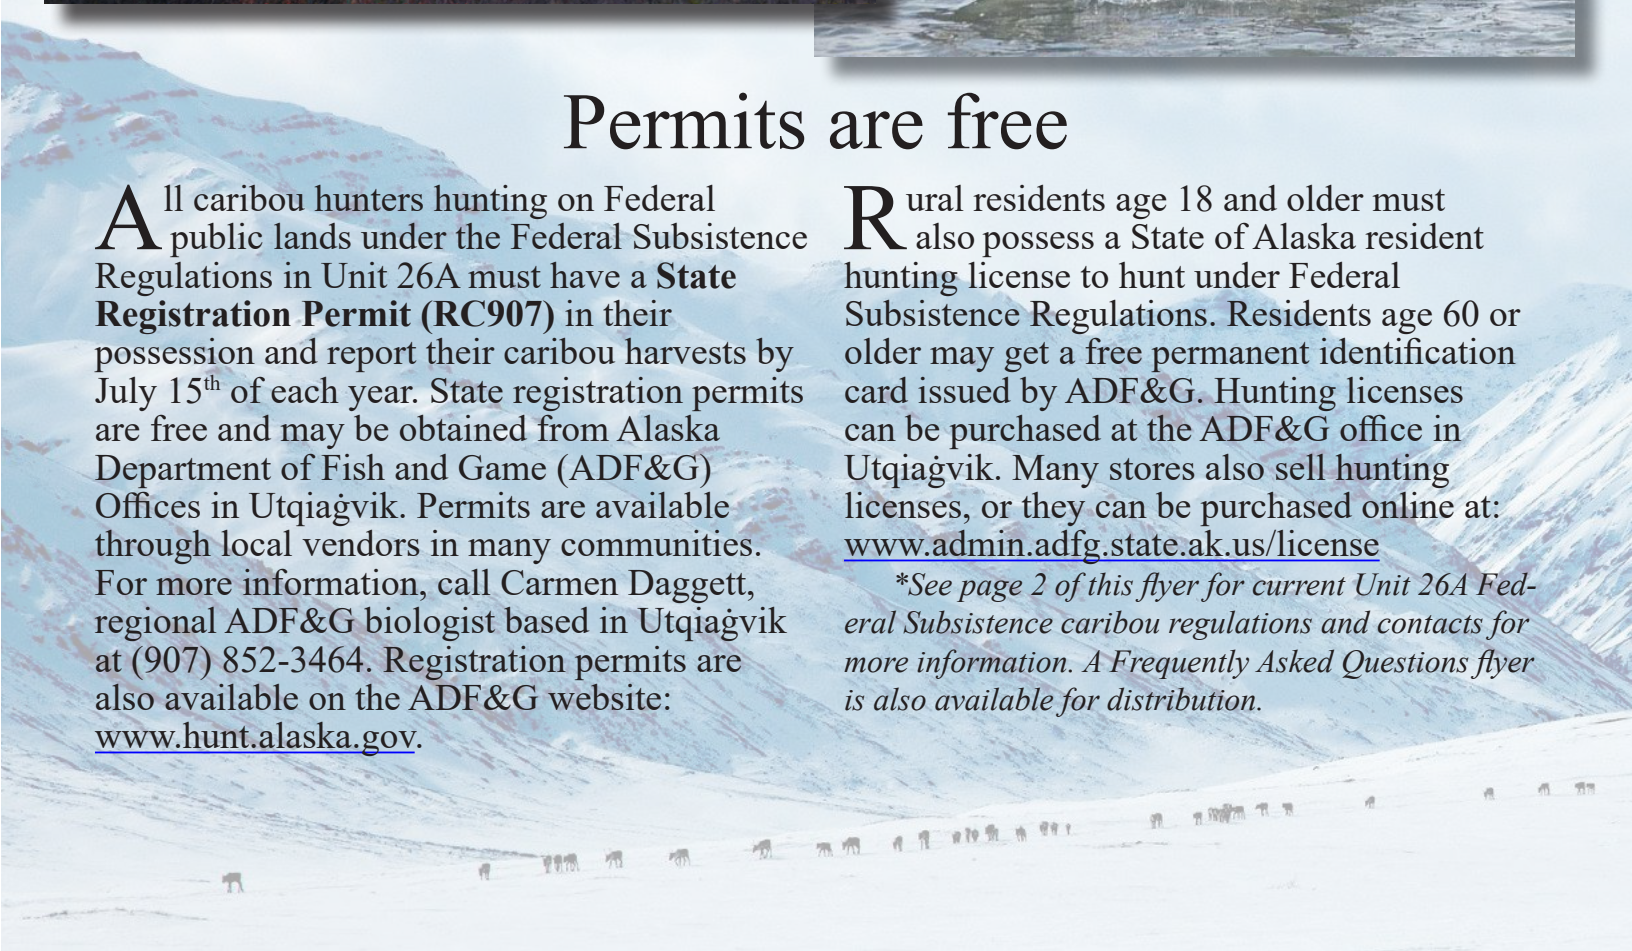 Permits are free
All caribou hunters hunting on Federal
public lands under the Federal Subsistence
Regulations in Unit 26A must have a State
Registration Permit (RC907) in their
possession and report their caribou harvests by
July 15th of each year. State registration permits
are free and may be obtained from Alaska
Department of Fish and Game (ADF&G)
Offices in Utqiaġvik. Permits are available
through local vendors in many communities.
For more information, call Carmen Daggett,
regional ADF&G biologist based in Utqiaġvik
at (907) 852-3464. Registration permits are
also available on the ADF&G website:
www.hunt.alaska.gov.
Rural residents age 18 and older must
also possess a State of Alaska resident
hunting license to hunt under Federal
Subsistence Regulations. Residents age 60 or
older may get a free permanent identification
card issued by ADF&G. Hunting licenses
can be purchased at the ADF&G office in
Utqiaġvik. Many stores also sell hunting
licenses, or they can be purchased online at:
www.admin.adfg.state.ak.us/license
*See page 2 of this flyer for current Unit 26A Fed-
eral Subsistence caribou regulations and contacts for
more information. A Frequently Asked Questions flyer
is also available for distribution.